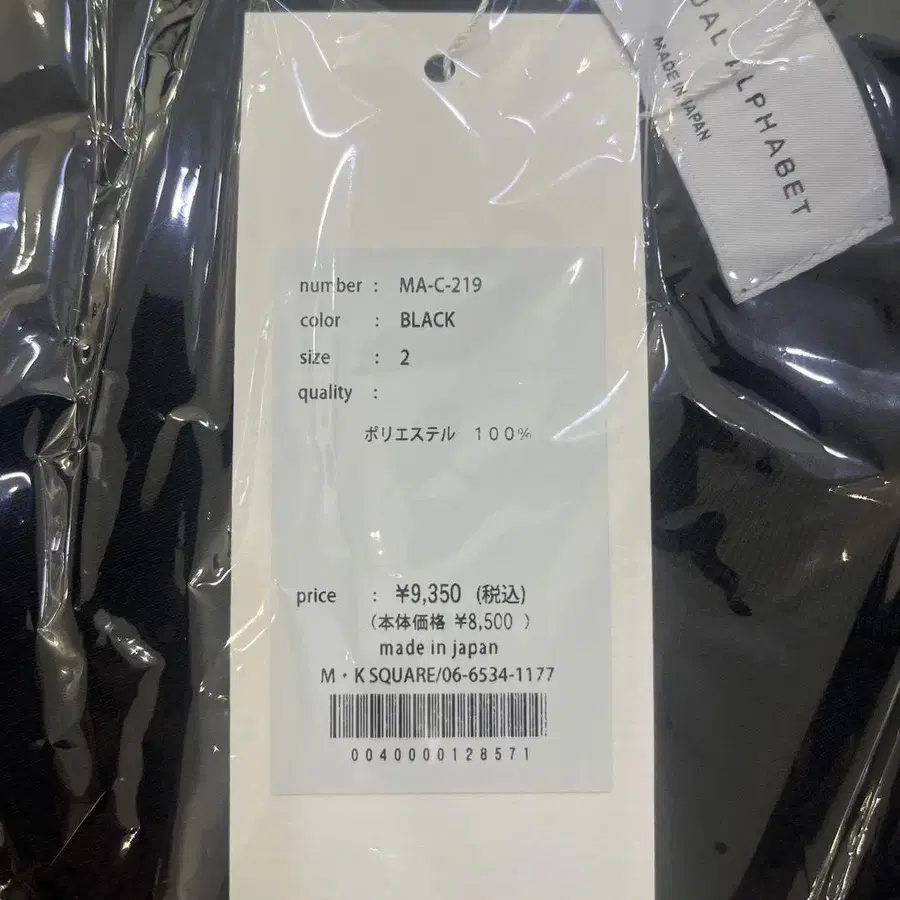 ALPHABET
MADE IN JAPAN
number : MA-C-219
color : BLACK
size : 2
quality :
ポリエステル 100%
price : ¥9,350 (税込)
(本体価格 ¥8,500 )
made in japan
M・K SQUARE/06-6534-1177
0040000128571